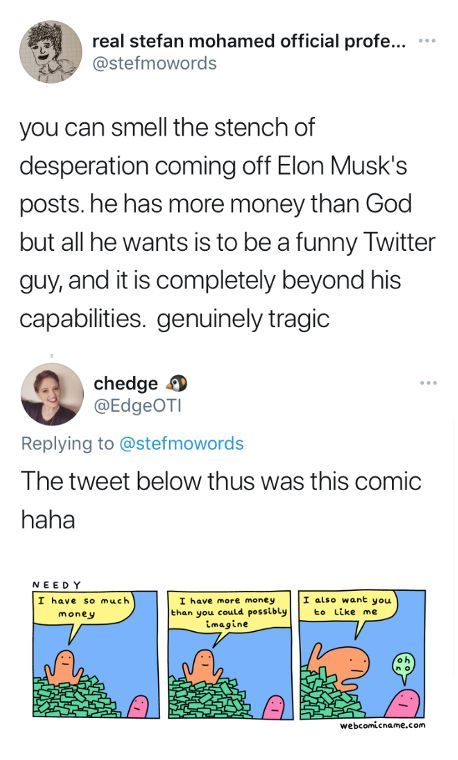 real stefan mohamed official profe...
@stefmowords
you can smell the stench of
desperation coming off Elon Musk's
posts. he has more money than God
but all he wants is to be a funny Twitter
guy, and it is completely beyond his
capabilities. genuinely tragic
chedge 🐧
@EdgeOTI
Replying to @stefmowords
The tweet below thus was this comic
haha
NEEDY
I have so much
money
I have more money
than you could possibly
imagine
I also want you
to like me
oh
no
webcomicname.com